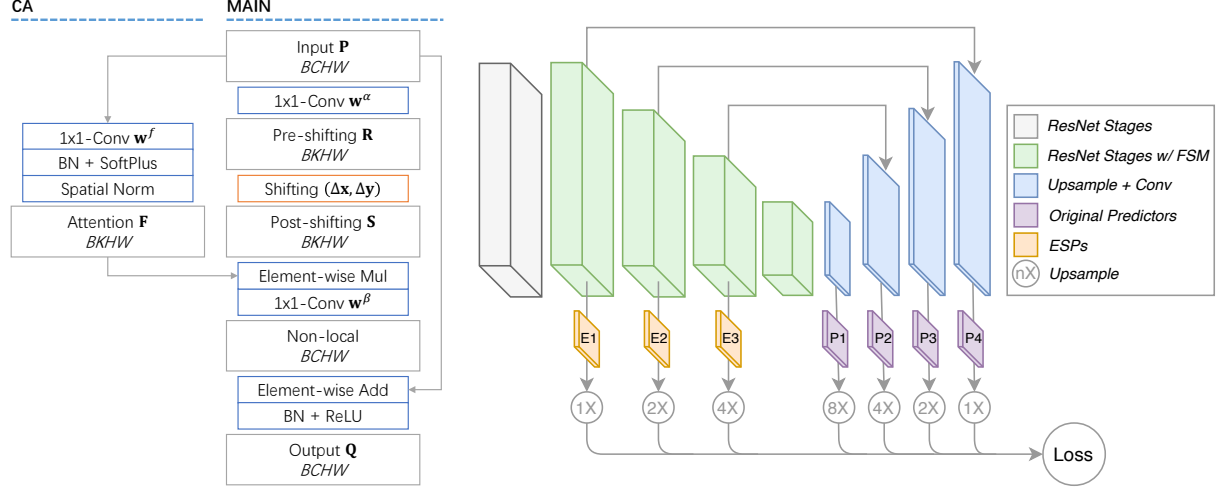 CA
MAIN
Input P
BCHW
1x1-Conv w^α
1x1-Conv w^f
BN + SoftPlus
Spatial Norm
Pre-shifting R
BKHW
Shifting (Δx, Δy)
Attention F
BKHW
Post-shifting S
BKHW
Element-wise Mul
1x1-Conv w^β
Non-local
BCHW
Element-wise Add
BN + ReLU
Output Q
BCHW
E1
E2
E3
P1
P2
P3
P4
1X
2X
4X
8X
4X
2X
1X
Loss
ResNet Stages
ResNet Stages w/ FSM
Upsample + Conv
Original Predictors
ESPs
nX Upsample